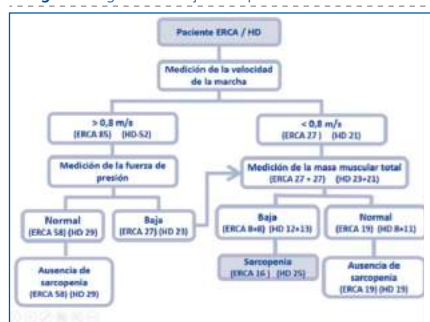 Paciente ERCA / HD
Medición de la velocidad
de la marcha
> 0,8 m/s
(ERCA 85) (HD-52)
< 0,8 m/s
(ERCA 27 ) (HD 21)
Medición de la fuerza de
presión
Medición de la masa muscular total
(ERCA 27 + 27) (HD 23+21)
Normal
(ERCA 58) (HD 29)
Baja
(ERCA 27) (HD 23)
Baja
(ERCA 8+8) (HD 12+13)
Normal
(ERCA 19) (HD 8+11)
Ausencia de
sarcopenia
(ERCA 58) (HD 29)
Sarcopenia
(ERCA 16 ) (HD 25)
Ausencia de
sarcopenia
(ERCA 19) (HD 19)